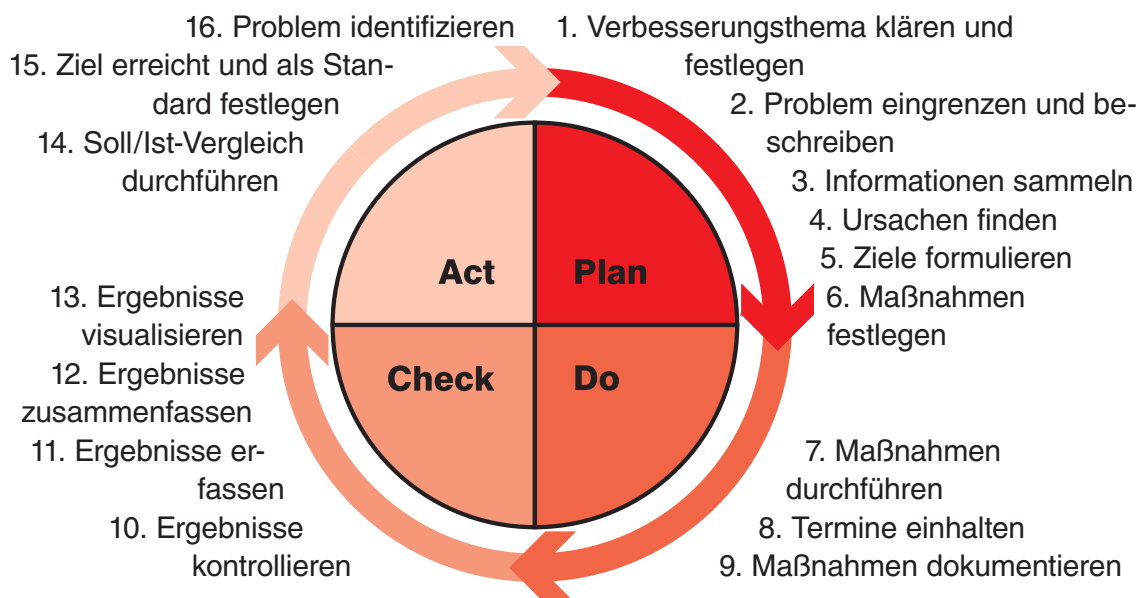 1. Verbesserungsthema klären und
festlegen
2. Problem eingrenzen und be-
schreiben
3. Informationen sammeln
4. Ursachen finden
5. Ziele formulieren
6. Maßnahmen
festlegen
7. Maßnahmen
durchführen
8. Termine einhalten
9. Maßnahmen dokumentieren
10. Ergebnisse
kontrollieren
11. Ergebnisse er-
fassen
12. Ergebnisse
zusammenfassen
13. Ergebnisse
visualisieren
14. Soll/Ist-Vergleich
durchführen
15. Ziel erreicht und als Stan-
dard festlegen
16. Problem identifizieren
Act
Plan
Check
Do